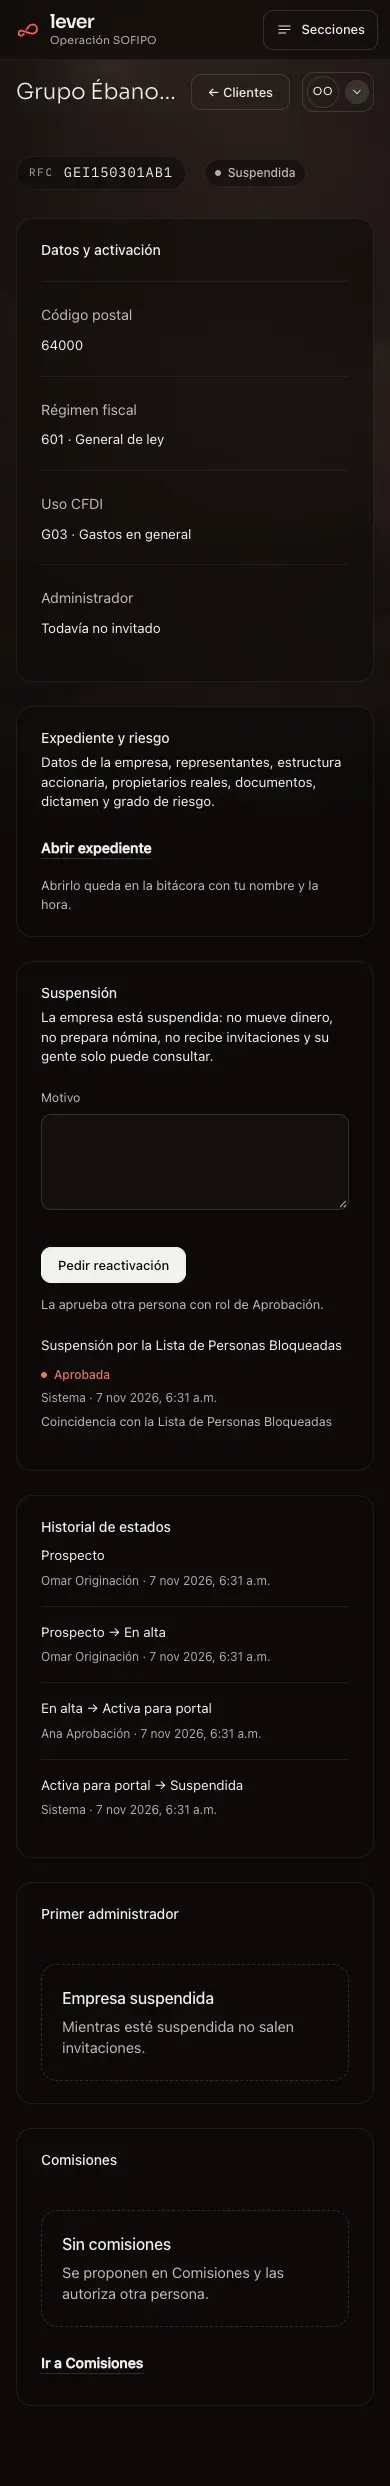 lever
Operación SOFIPO
Secciones
Grupo Ébano...
← Clientes
OO
RFC GEI150301AB1
Suspendida
Datos y activación
Código postal
64000
Régimen fiscal
601 · General de ley
Uso CFDI
G03 · Gastos en general
Administrador
Todavía no invitado
Expediente y riesgo
Datos de la empresa, representantes, estructura
accionaria, propietarios reales, documentos,
dictamen y grado de riesgo.
Abrir expediente
Abrirlo queda en la bitácora con tu nombre y la
hora.
Suspensión
La empresa está suspendida: no mueve dinero,
no prepara nómina, no recibe invitaciones y su
gente solo puede consultar.
Motivo
Pedir reactivación
La aprueba otra persona con rol de Aprobación.
Suspensión por la Lista de Personas Bloqueadas
Aprobada
Sistema · 7 nov 2026, 6:31 a.m.
Coincidencia con la Lista de Personas Bloqueadas
Historial de estados
Prospecto
Omar Originación · 7 nov 2026, 6:31 a.m.
Prospecto → En alta
Omar Originación · 7 nov 2026, 6:31 a.m.
En alta → Activa para portal
Ana Aprobación · 7 nov 2026, 6:31 a.m.
Activa para portal → Suspendida
Sistema · 7 nov 2026, 6:31 a.m.
Primer administrador
Empresa suspendida
Mientras esté suspendida no salen
invitaciones.
Comisiones
Sin comisiones
Se proponen en Comisiones y las
autoriza otra persona.
Ir a Comisiones